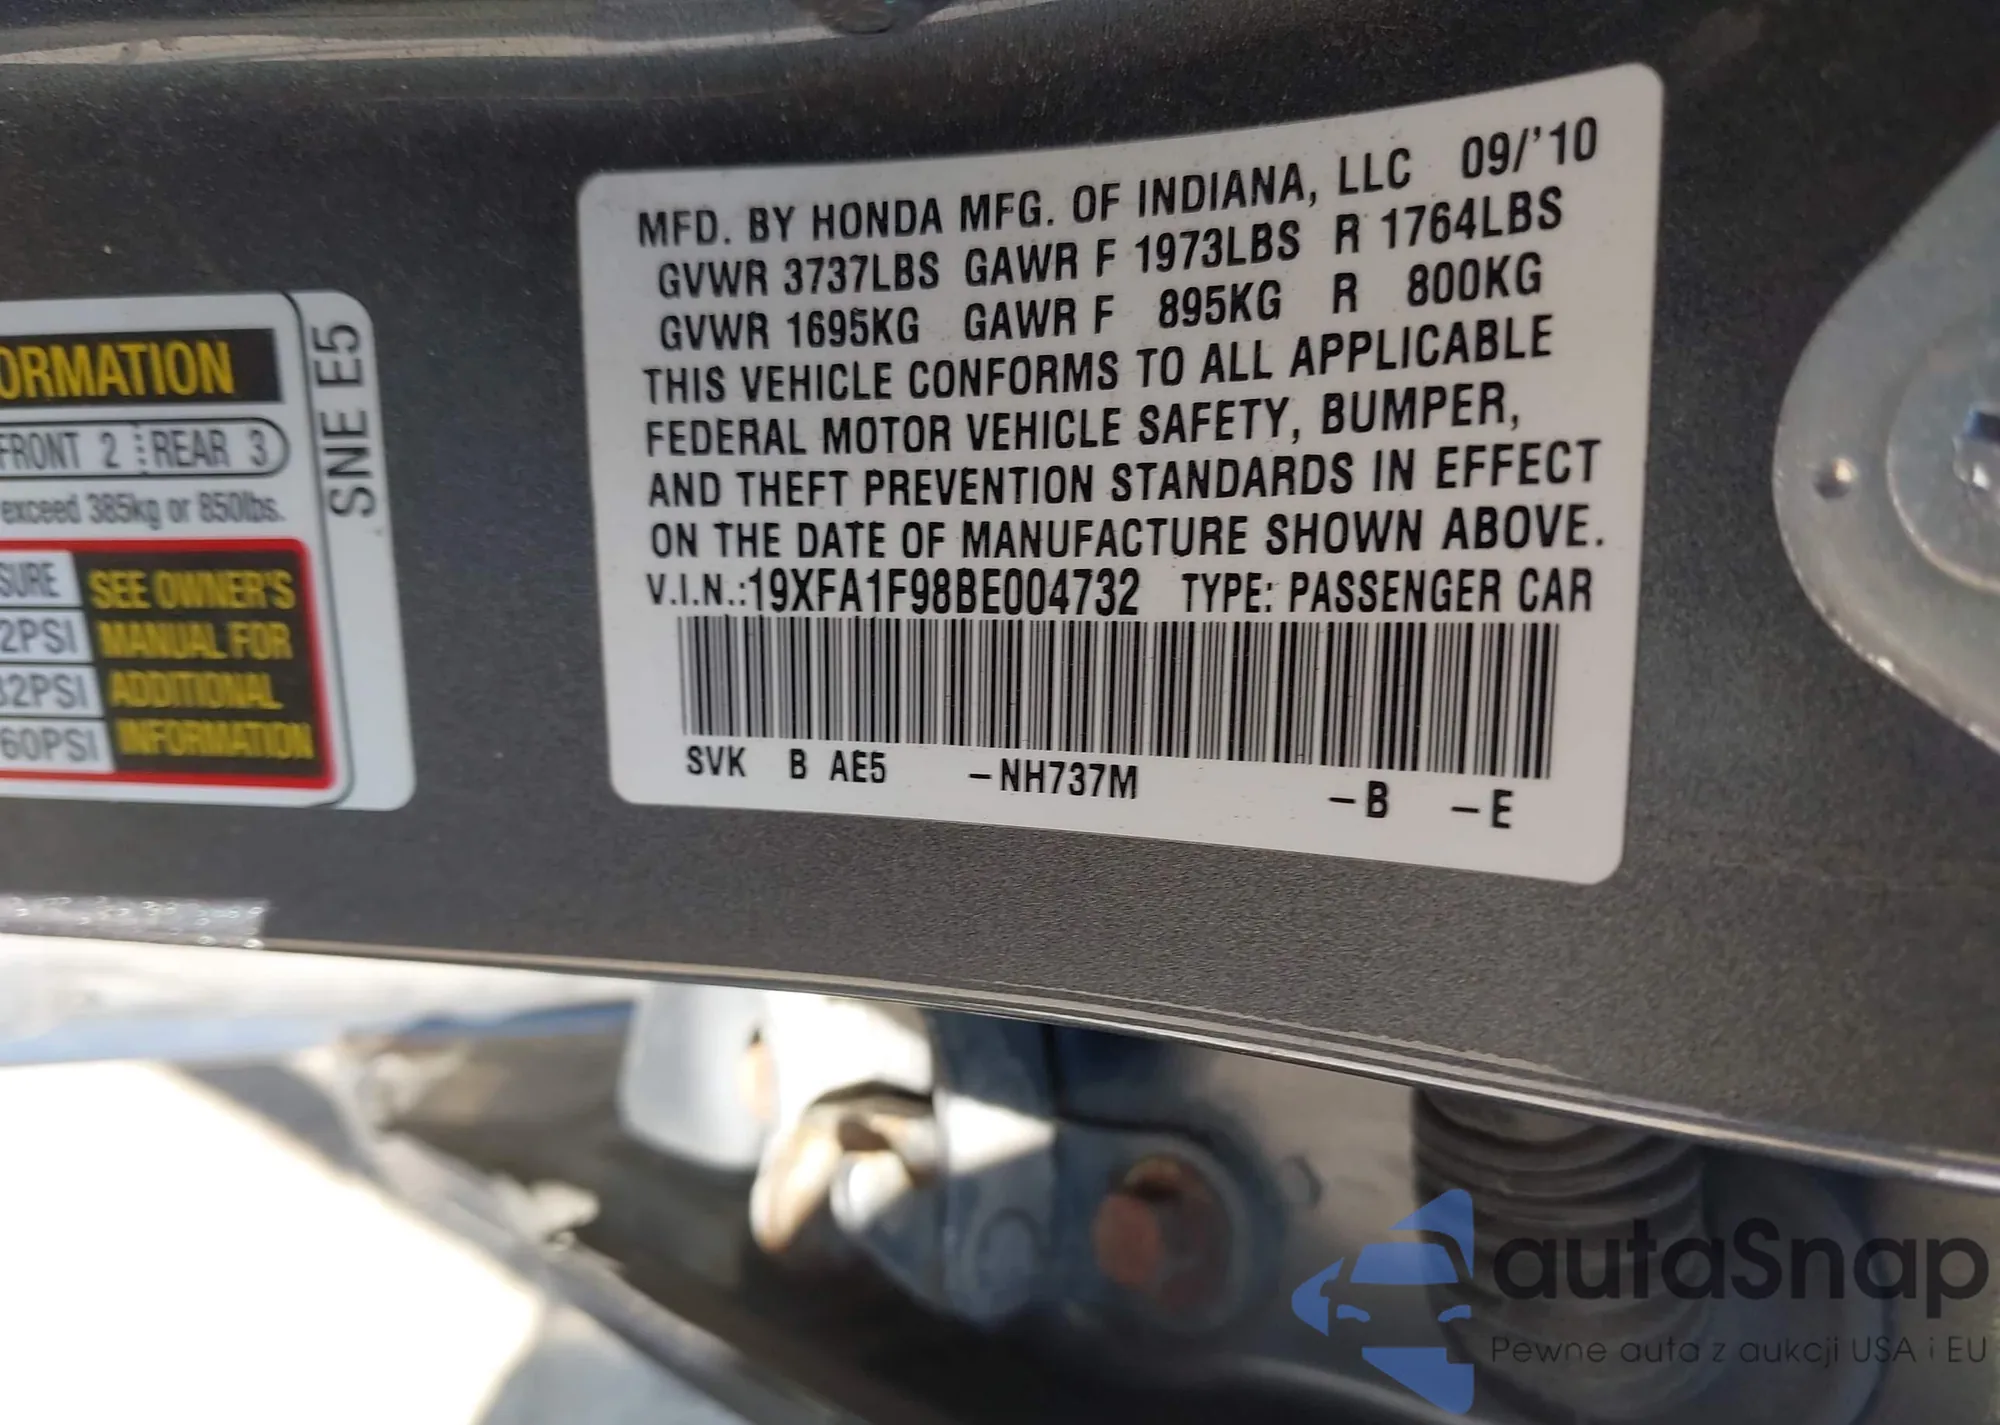 ORMATION
FRONT 2 REAR 3
exceed 385kg or 850lbs.
SURE SEE OWNER'S
2PSI MANUAL FOR
32PSI ADDITIONAL
60PSI INFORMATION
SNE E5
MFD. BY HONDA MFG. OF INDIANA, LLC 09/'10
GVWR 3737LBS GAWR F 1973LBS R 1764LBS
GVWR 1695KG GAWR F 895KG R 800KG
THIS VEHICLE CONFORMS TO ALL APPLICABLE
FEDERAL MOTOR VEHICLE SAFETY, BUMPER,
AND THEFT PREVENTION STANDARDS IN EFFECT
ON THE DATE OF MANUFACTURE SHOWN ABOVE.
V.I.N.:19XFA1F98BE004732 TYPE: PASSENGER CAR
SVK B AE5 -NH737M -B -E
autaSnap
Pewne auta z aukcji USA i EU